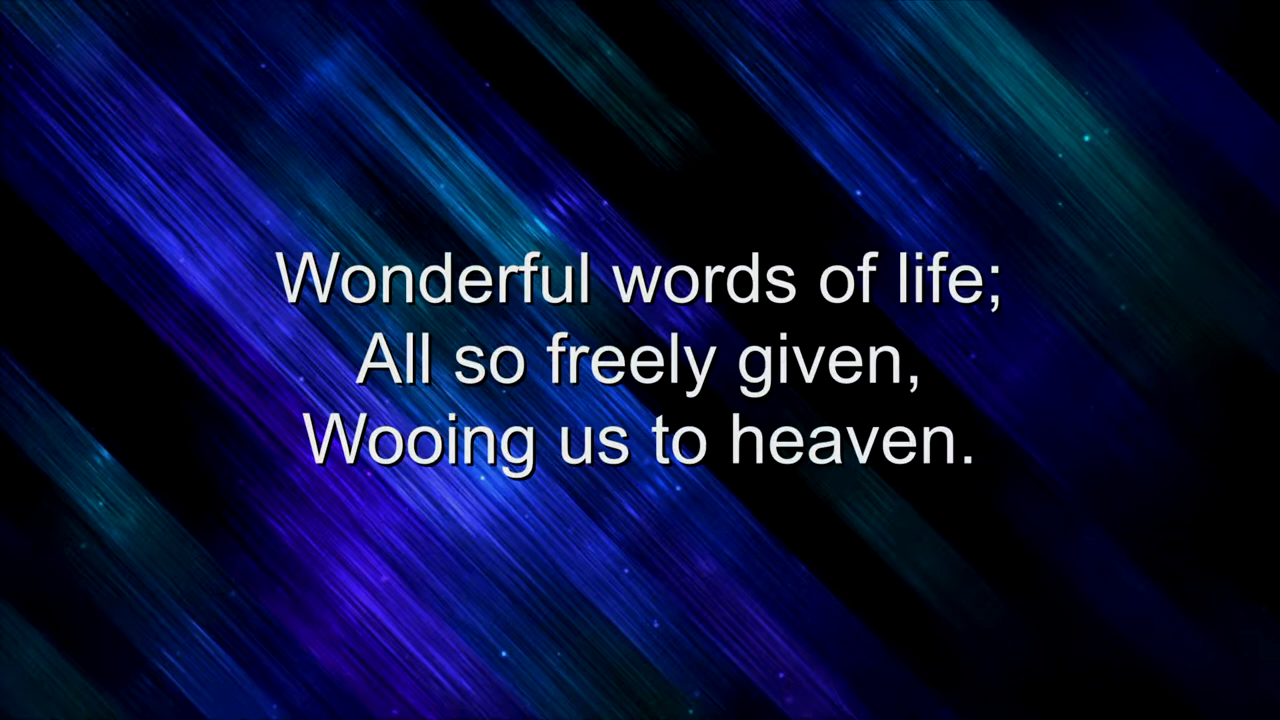 Wonderful words of life;
All so freely given,
Wooing us to heaven.